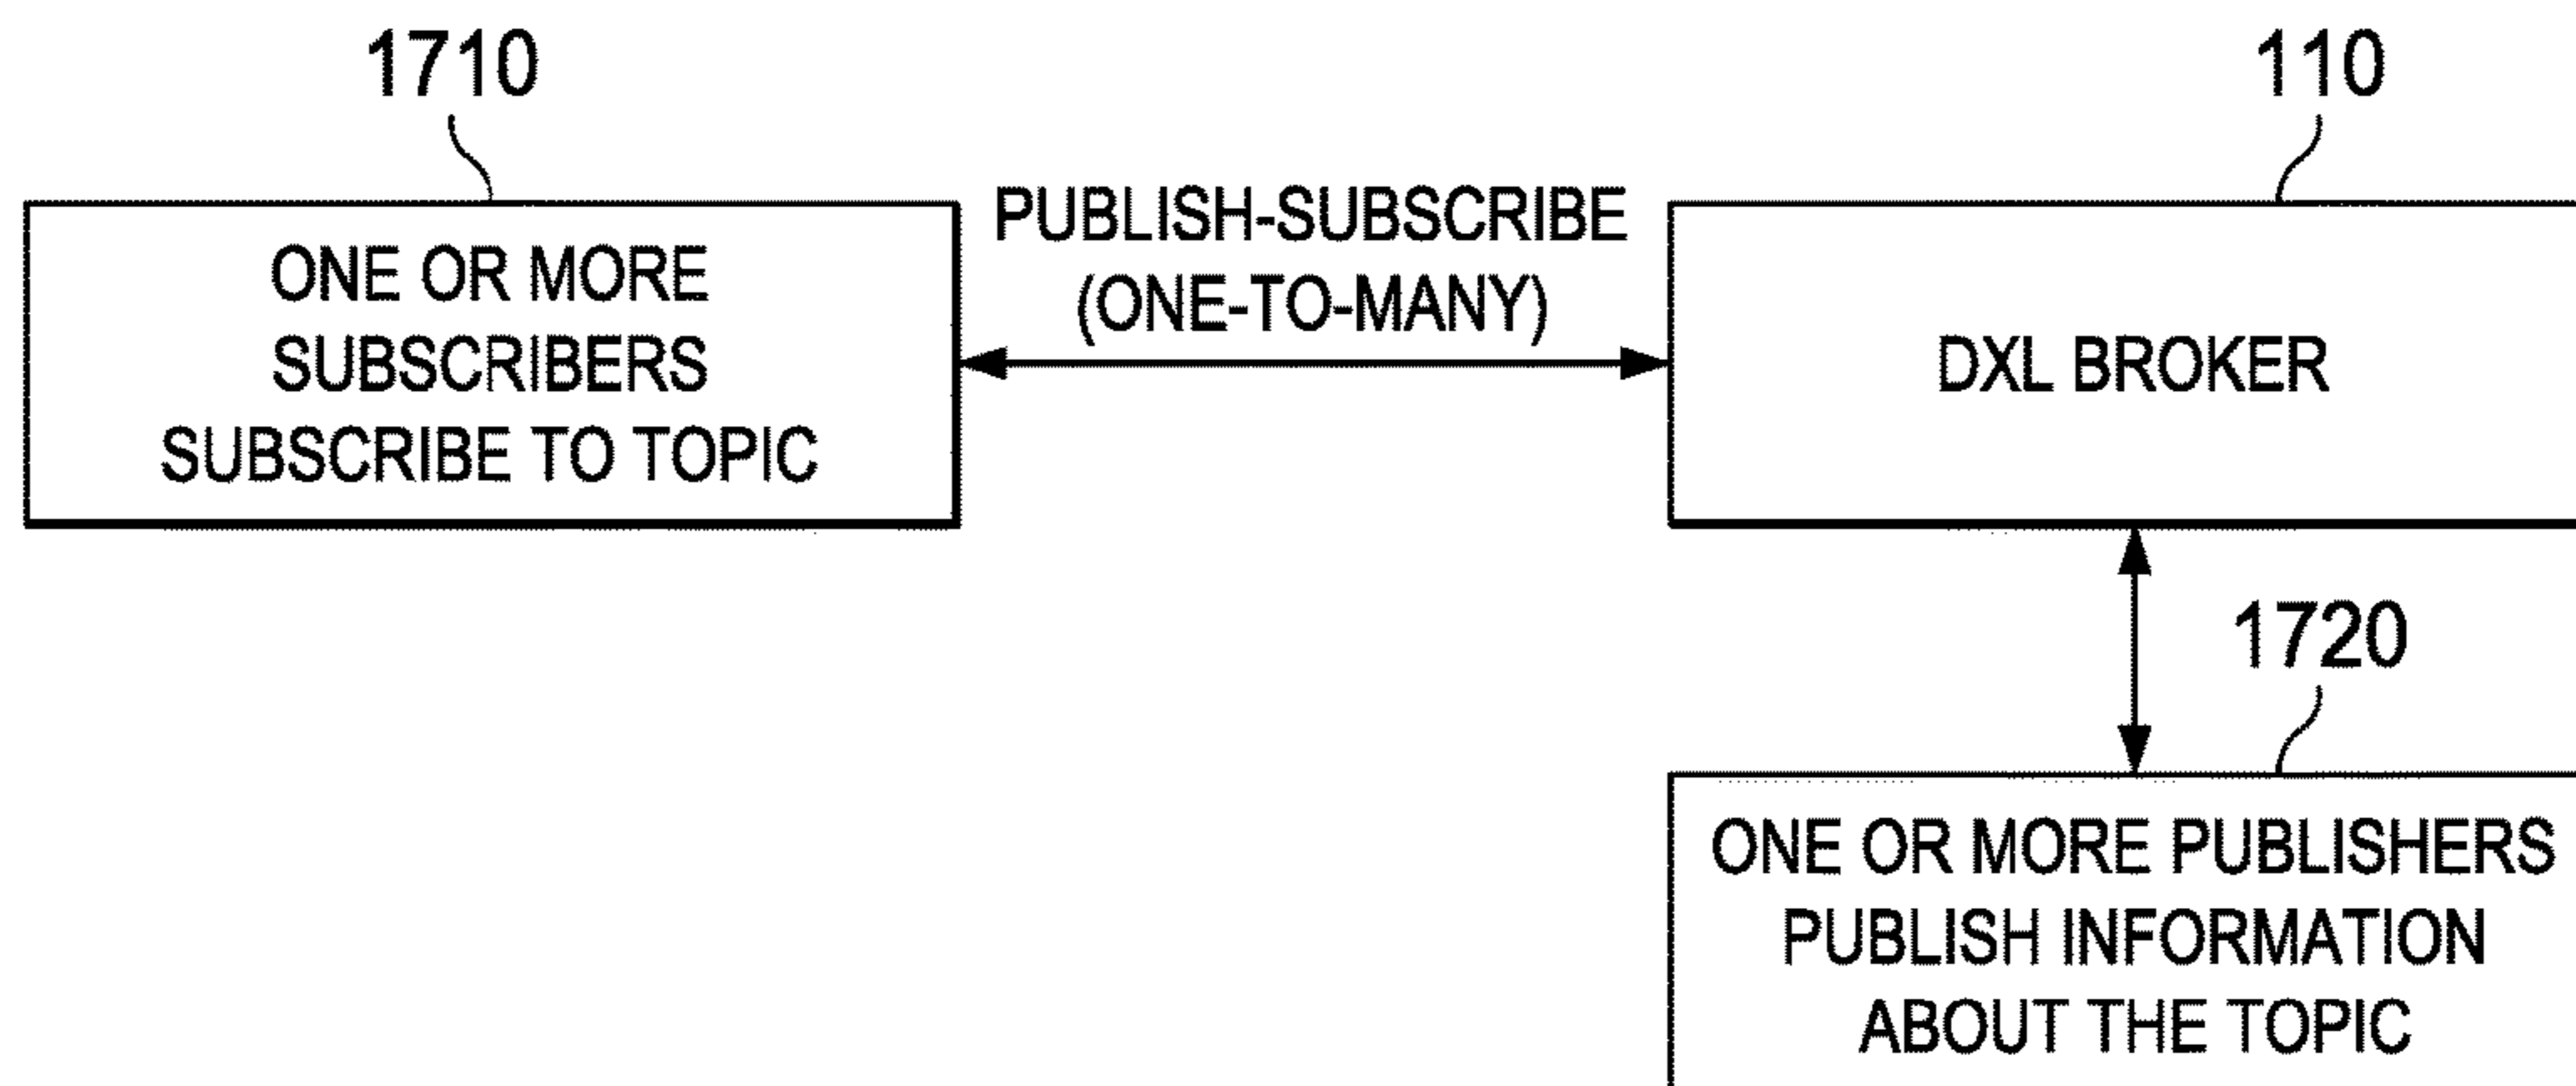 1710
110
ONE OR MORE
SUBSCRIBERS
SUBSCRIBE TO TOPIC
PUBLISH-SUBSCRIBE
(ONE-TO-MANY)
DXL BROKER
1720
ONE OR MORE PUBLISHERS
PUBLISH INFORMATION
ABOUT THE TOPIC